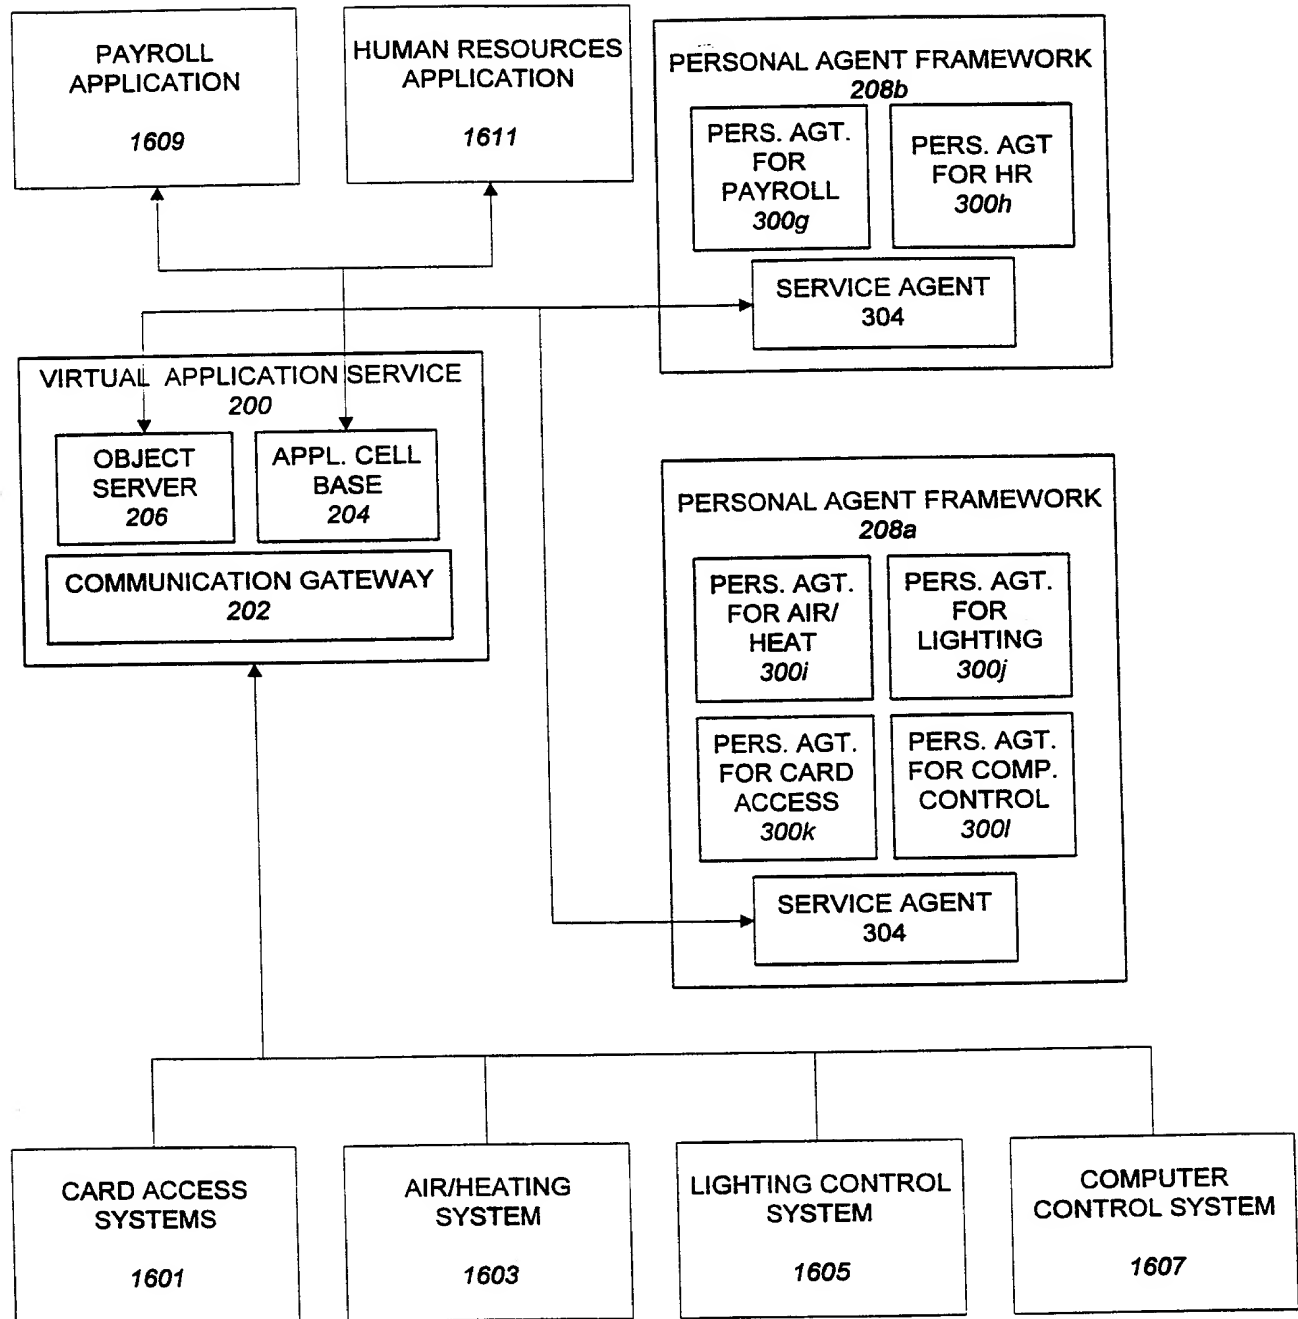 PAYROLL
APPLICATION
1609
HUMAN RESOURCES
APPLICATION
1611
PERSONAL AGENT FRAMEWORK
208b
PERS. AGT.
FOR
PAYROLL
300g
PERS. AGT
FOR HR
300h
SERVICE AGENT
304
VIRTUAL APPLICATION SERVICE
200
OBJECT
SERVER
206
APPL. CELL
BASE
204
COMMUNICATION GATEWAY
202
PERSONAL AGENT FRAMEWORK
208a
PERS. AGT.
FOR AIR/
HEAT
300i
PERS. AGT.
FOR
LIGHTING
300j
PERS. AGT.
FOR CARD
ACCESS
300k
PERS. AGT.
FOR COMP.
CONTROL
300l
SERVICE AGENT
304
CARD ACCESS
SYSTEMS
1601
AIR/HEATING
SYSTEM
1603
LIGHTING CONTROL
SYSTEM
1605
COMPUTER
CONTROL SYSTEM
1607